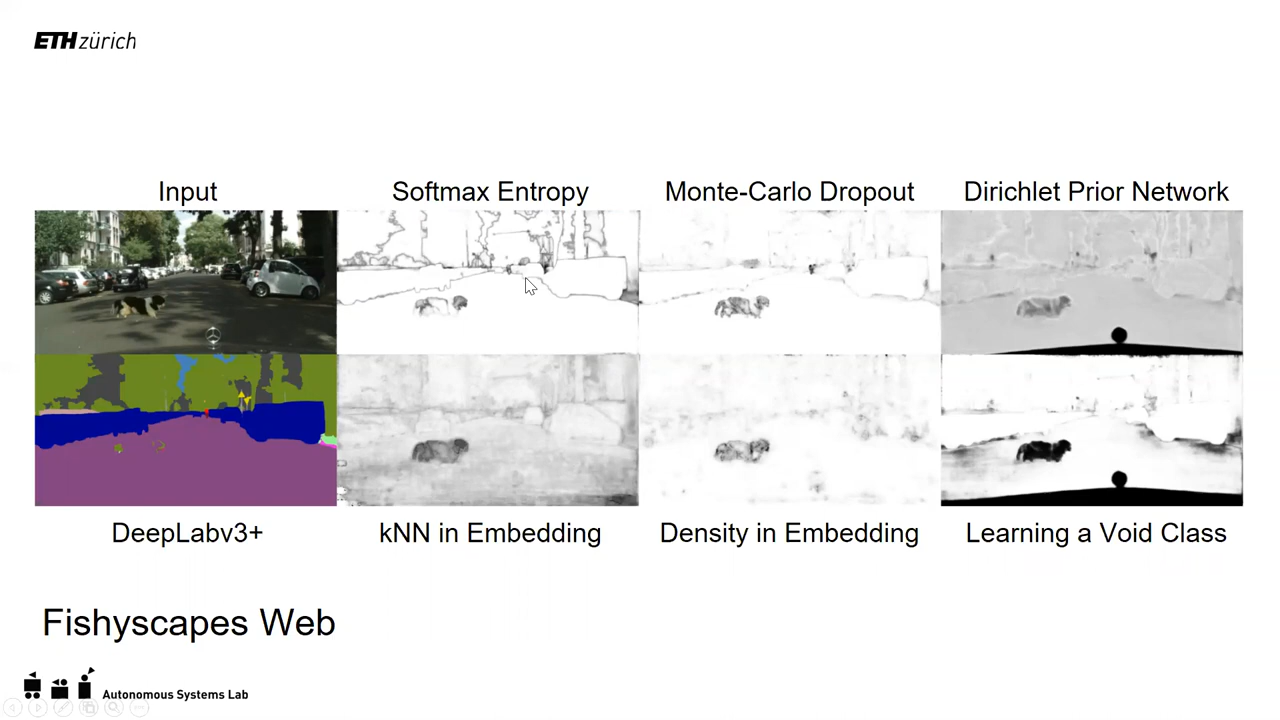 ETH zürich
Input
Softmax Entropy
Monte-Carlo Dropout
Dirichlet Prior Network
DeepLabv3+
kNN in Embedding
Density in Embedding
Learning a Void Class
Fishyscapes Web
Autonomous Systems Lab